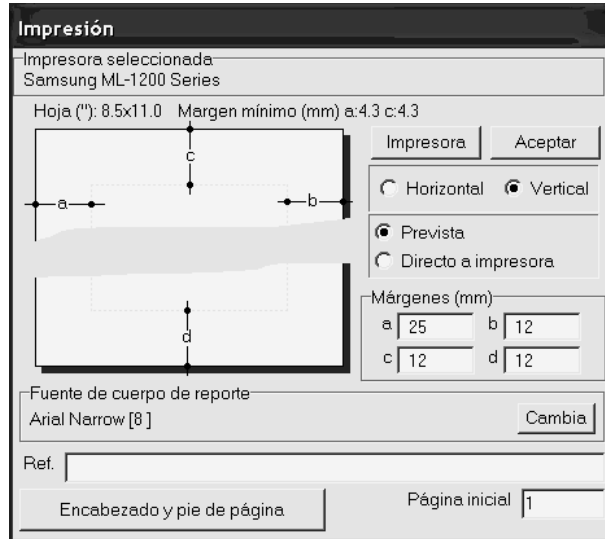 Impresión
Impresora seleccionada
Samsung ML-1200 Series
Hoja ("): 8.5x11.0 Margen mínimo (mm) a:4.3 c:4.3
c
a
b
d
Impresora Aceptar
Horizontal Vertical
Prevista
Directo a impresora
Márgenes (mm)
a 25 b 12
c 12 d 12
Fuente de cuerpo de reporte
Arial Narrow [8 ] Cambia
Ref.
Encabezado y pie de página Página inicial 1